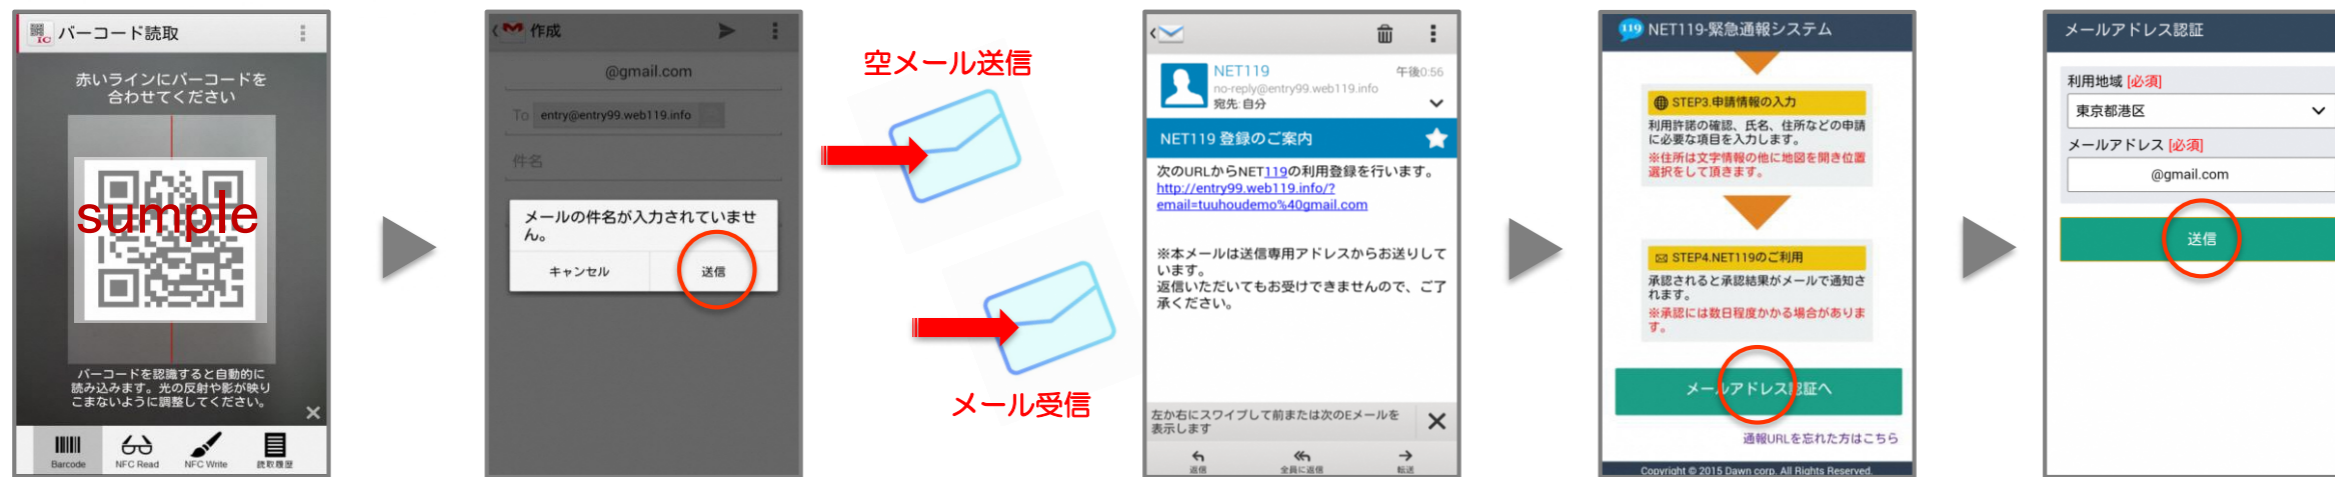 バーコード読取
赤いラインにバーコードを
合わせてください
sumple
バーコードを認識すると自動的に
読み込みます。光の反射や影が映り
こまないように調整してください。
Barcode
NFC Read
NFC Write
読取履歴
作成
@gmail.com
To entry@entry99.web119.info
件名
メールの件名が入力されていませ
ん。
キャンセル
送信
空メール送信
メール受信
NET119
午後0:56
no-reply@entry99.web119.info
宛先: 自分
NET119 登録のご案内
次のURLからNET119の利用登録を行います。
http://entry99.web119.info/?
email=tuuhoudemo%40gmail.com
※本メールは送信専用アドレスからお送りして
います。
返信いただいてもお受けできませんので、ご了
承ください。
左か右にスワイプして前または次のEメールを
表示します
返信
全員に返信
転送
119 NET119-緊急通報システム
STEP3.申請情報の入力
利用許諾の確認、氏名、住所などの申請
に必要な項目を入力します。
※住所は文字情報の他に地図を開き位置
選択をして頂きます。
STEP4.NET119のご利用
承認されると承認結果がメールで通知さ
れます。
※承認には数日程度かかる場合がありま
す。
メールアドレス認証へ
通報URLを忘れた方はこちら
Copyright © 2015 Dawn corp. All Rights Reserved.
メールアドレス認証
利用地域 [必須]
東京都港区
メールアドレス [必須]
@gmail.com
送信